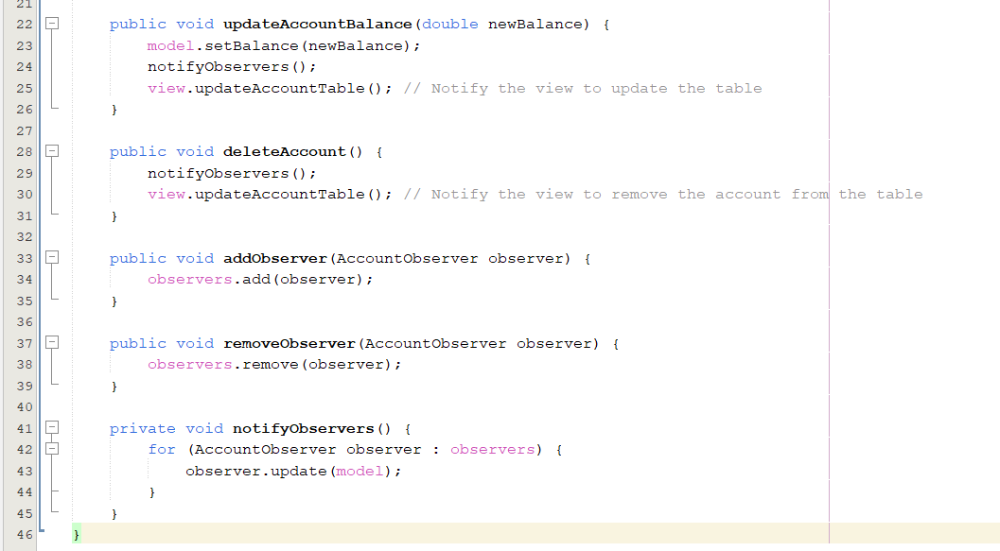 21
22 public void updateAccountBalance(double newBalance) {
23 model.setBalance(newBalance);
24 notifyObservers();
25 view.updateAccountTable(); // Notify the view to update the table
26 }
27
28 public void deleteAccount() {
29 notifyObservers();
30 view.updateAccountTable(); // Notify the view to remove the account from the table
31 }
32
33 public void addObserver(AccountObserver observer) {
34 observers.add(observer);
35 }
36
37 public void removeObserver(AccountObserver observer) {
38 observers.remove(observer);
39 }
40
41 private void notifyObservers() {
42 for (AccountObserver observer : observers) {
43 observer.update(model);
44 }
45 }
46 }